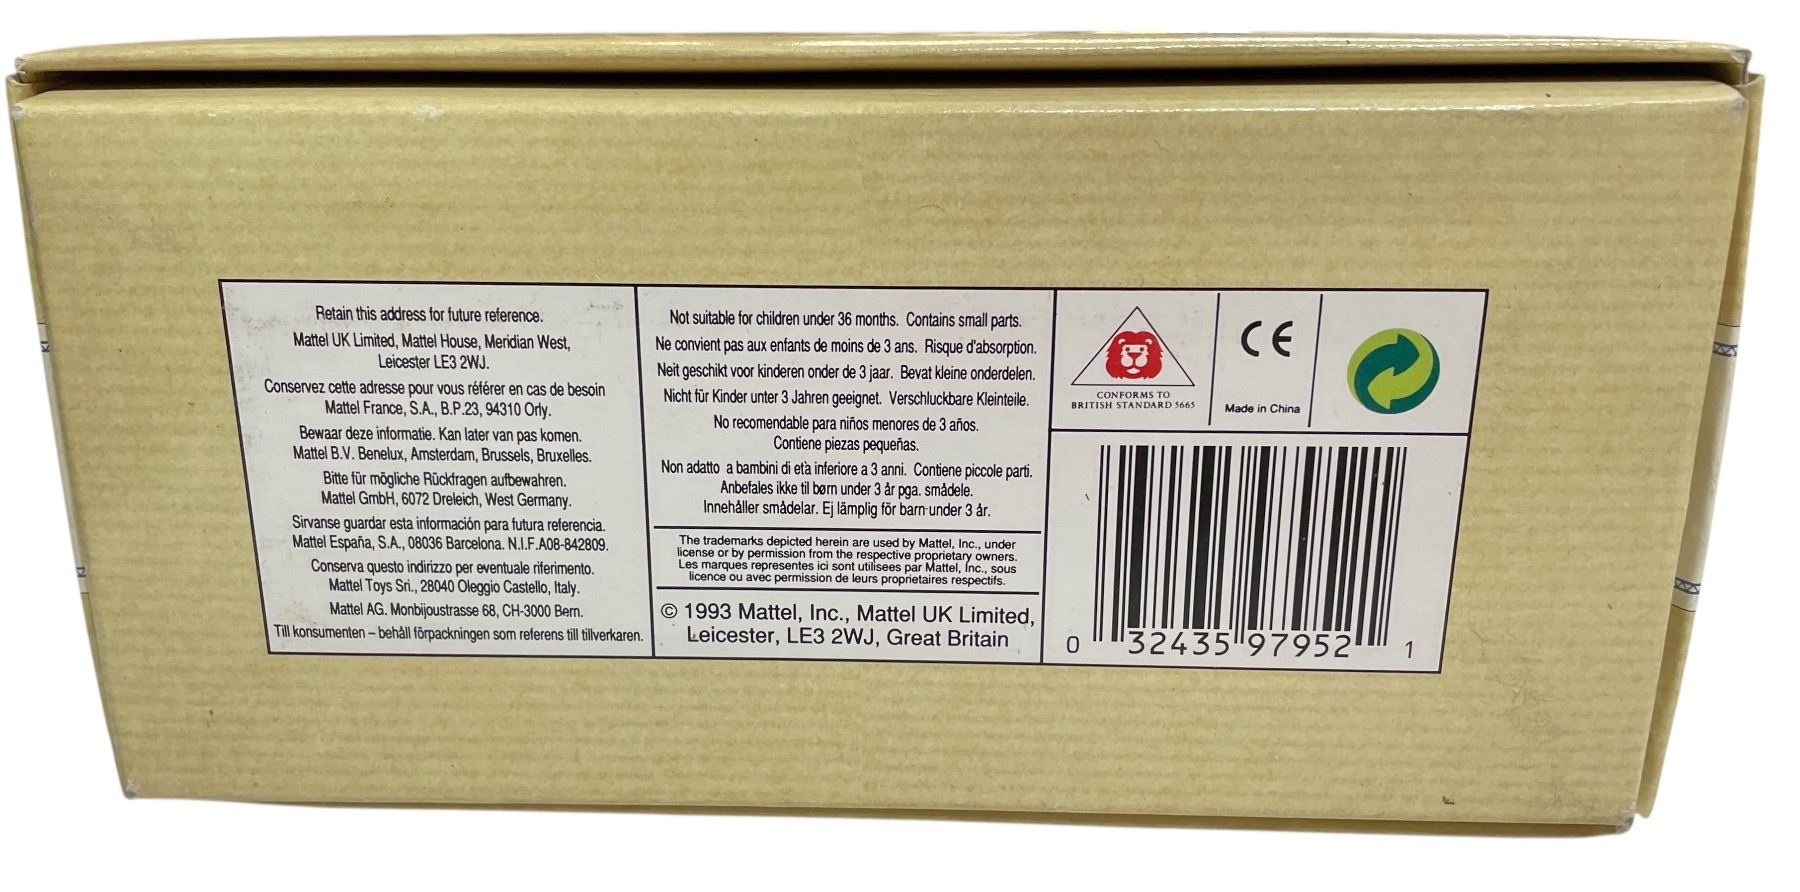 Retain this address for future reference.
Mattel UK Limited, Mattel House, Meridian West,
Leicester LE3 2WJ.
Conservez cette adresse pour vous référer en cas de besoin
Mattel France, S.A., B.P.23, 94310 Orly.
Bewaar deze informatie. Kan later van pas komen.
Mattel B.V. Benelux, Amsterdam, Brussels, Bruxelles.
Bitte für mögliche Rückfragen aufbewahren.
Mattel GmbH, 6072 Dreleich, West Germany.
Sirvanse guardar esta información para futura referencia.
Mattel España, S.A., 08036 Barcelona. N.I.F.A08-842809.
Conserva questo indirizzo per eventuale riferimento.
Mattel Toys Sri., 28040 Oleggio Castello, Italy.
Mattel AG. Monbijoustrasse 68, CH-3000 Bern.
Till konsumenten – behåll förpackningen som referens till tillverkaren.
Not suitable for children under 36 months. Contains small parts.
Ne convient pas aux enfants de moins de 3 ans. Risque d'absorption.
Neit geschikt voor kinderen onder de 3 jaar. Bevat kleine onderdelen.
Nicht für Kinder unter 3 Jahren geeignet. Verschluckbare Kleinteile.
No recomendable para niños menores de 3 años.
Contiene piezas pequeñas.
Non adatto a bambini di età inferiore a 3 anni. Contiene piccole parti.
Anbefales ikke til børn under 3 år pga. smådele.
Innehåller smådelar. Ej lämplig för barn under 3 år.
The trademarks depicted herein are used by Mattel, Inc., under
license or by permission from the respective proprietary owners.
Les marques representes ici sont utilisees par Mattel, Inc., sous
licence ou avec permission de leurs proprietaires respectifs.
© 1993 Mattel, Inc., Mattel UK Limited,
Leicester, LE3 2WJ, Great Britain
CONFORMS TO
BRITISH STANDARD 5665
CE
Made in China
0 32435 97952 1